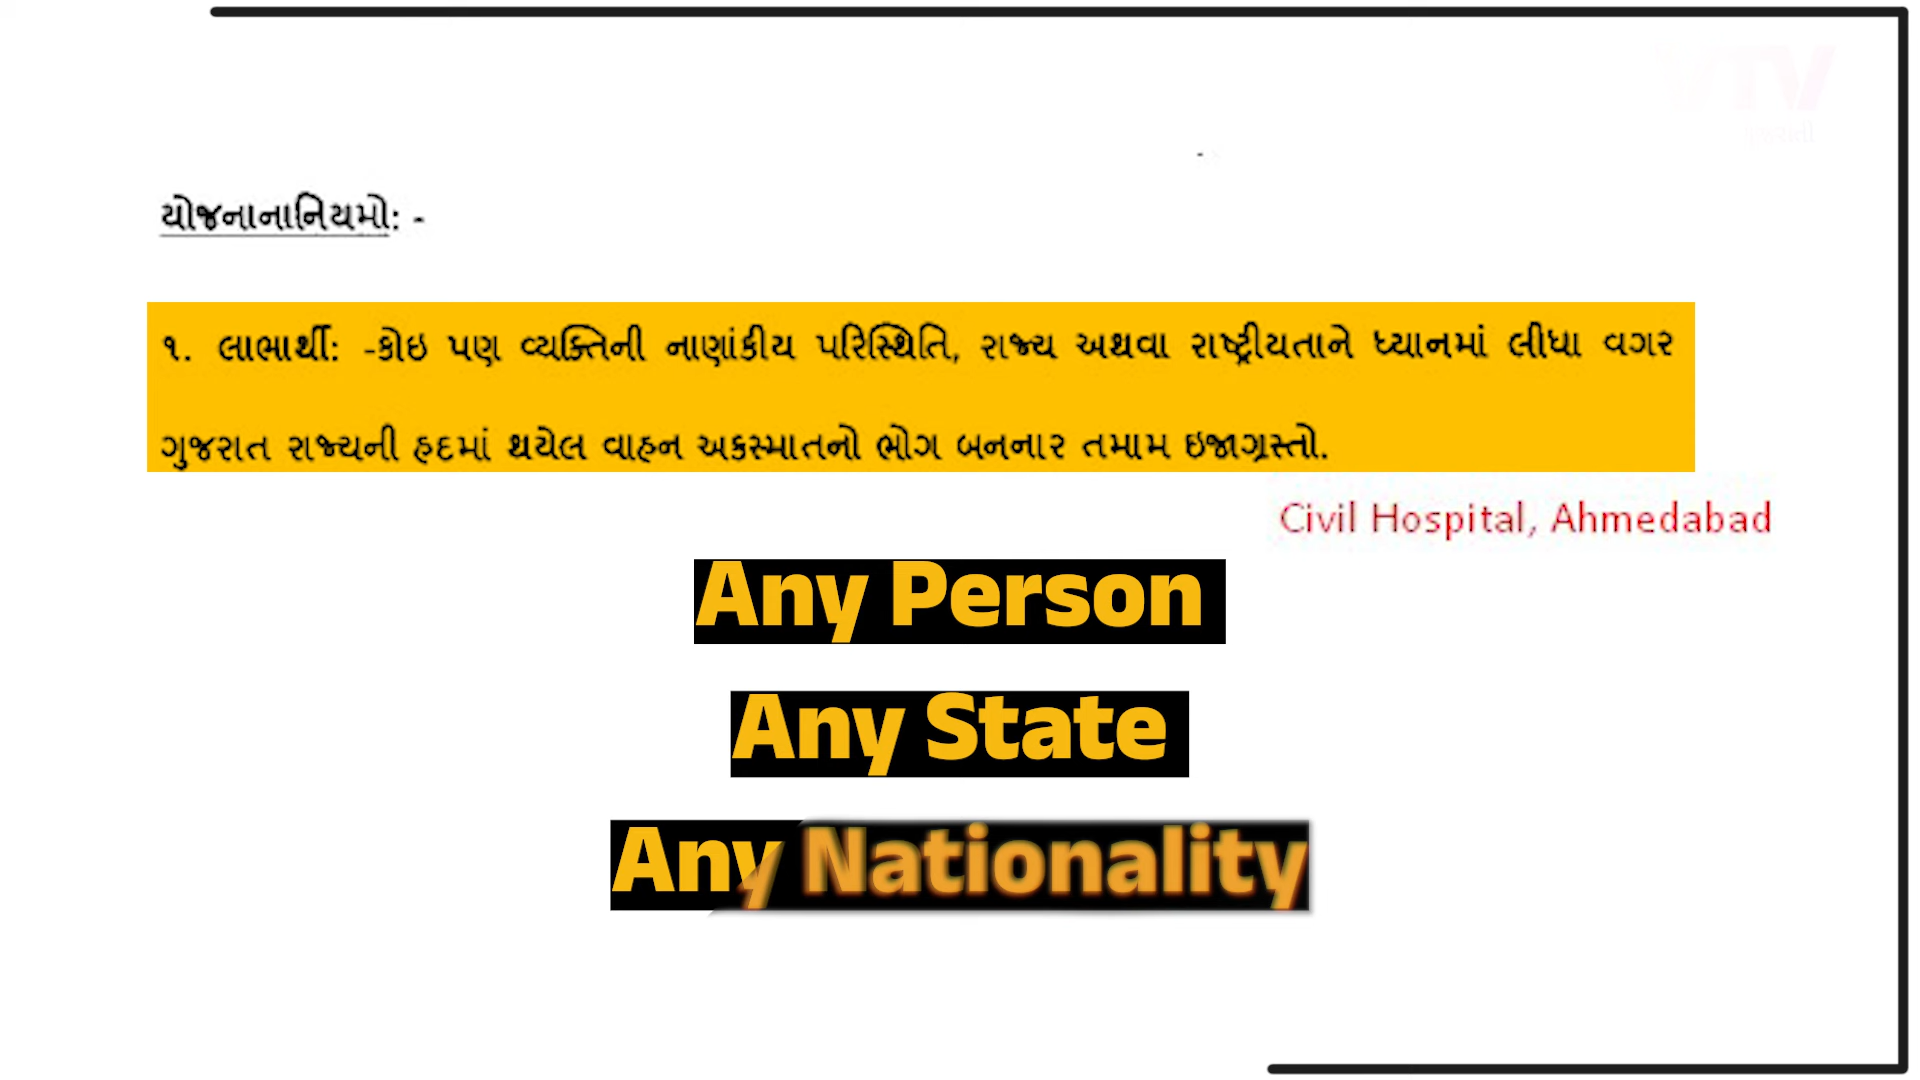 યોજનાનાનિયમો: -
૧. લાભાર્થી: -કોઇ પણ વ્યક્તિની નાણાંકીય પરિસ્થિતિ, રાજ્ય અથવા રાષ્ટ્રીયતાને ધ્યાનમાં લીધા વગર
ગુજરાત રાજ્યની હદમાં થયેલ વાહન અકસ્માતનો ભોગ બનનાર તમામ ઇજાગ્રસ્તો.
Civil Hospital, Ahmedabad
Any Person
Any State
Any Nationality